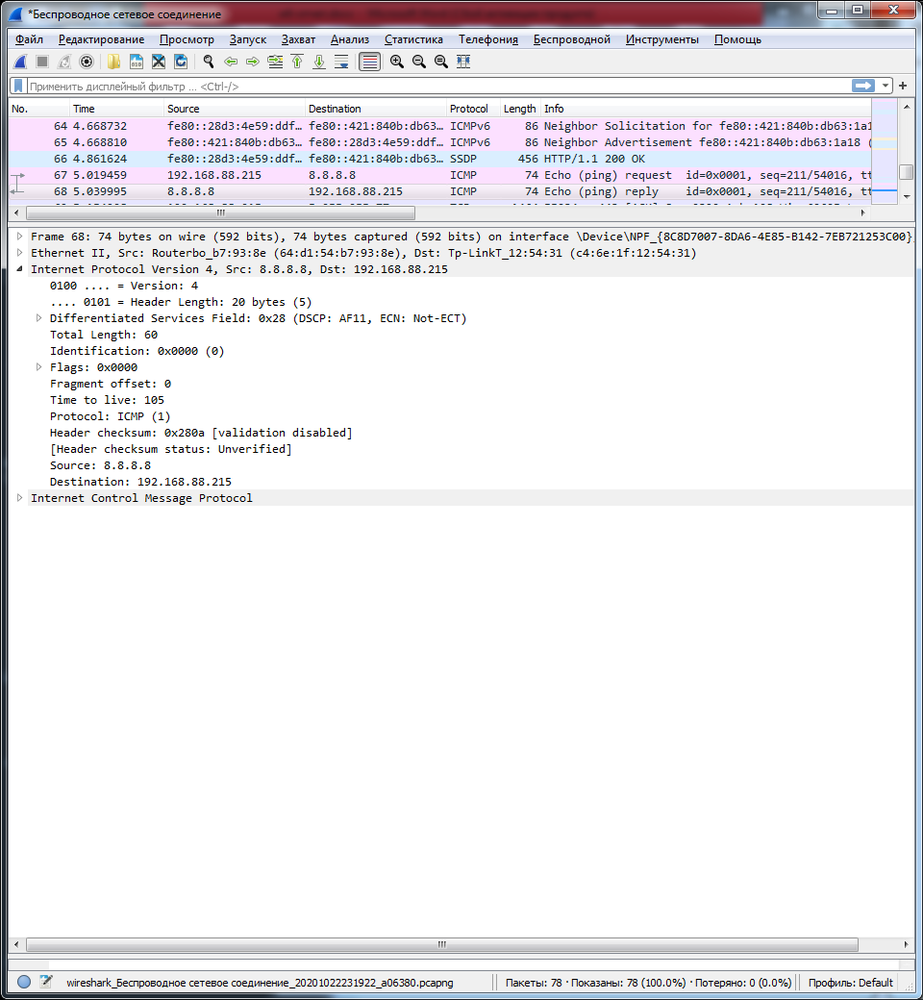 *Беспроводное сетевое соединение
Файл Редактирование Просмотр Запуск Захват Анализ Статистика Телефония Беспроводной Инструменты Помощь
Применить дисплейный фильтр ... <Ctrl-/>
No. Time Source Destination Protocol Length Info
64 4.668732 fe80::28d3:4e59:ddf… fe80::421:840b:db63… ICMPv6 86 Neighbor Solicitation for fe80::421:840b:db63:1a1
65 4.668810 fe80::421:840b:db63… fe80::28d3:4e59:ddf… ICMPv6 86 Neighbor Advertisement fe80::421:840b:db63:1a18 (
66 4.861624 fe80::28d3:4e59:ddf… fe80::421:840b:db63… SSDP 456 HTTP/1.1 200 OK
67 5.019459 192.168.88.215 8.8.8.8 ICMP 74 Echo (ping) request id=0x0001, seq=211/54016, tt
68 5.039995 8.8.8.8 192.168.88.215 ICMP 74 Echo (ping) reply id=0x0001, seq=211/54016, tt
Frame 68: 74 bytes on wire (592 bits), 74 bytes captured (592 bits) on interface \Device\NPF_{8C8D7007-8DA6-4E85-B142-7EB721253C00}
Ethernet II, Src: Routerbo_b7:93:8e (64:d1:54:b7:93:8e), Dst: Tp-LinkT_12:54:31 (c4:6e:1f:12:54:31)
Internet Protocol Version 4, Src: 8.8.8.8, Dst: 192.168.88.215
0100 .... = Version: 4
.... 0101 = Header Length: 20 bytes (5)
Differentiated Services Field: 0x28 (DSCP: AF11, ECN: Not-ECT)
Total Length: 60
Identification: 0x0000 (0)
Flags: 0x0000
Fragment offset: 0
Time to live: 105
Protocol: ICMP (1)
Header checksum: 0x280a [validation disabled]
[Header checksum status: Unverified]
Source: 8.8.8.8
Destination: 192.168.88.215
Internet Control Message Protocol
wireshark_Беспроводное сетевое соединение_20201022231922_a06380.pcapng Пакеты: 78 · Показаны: 78 (100.0%) · Потеряно: 0 (0.0%) Профиль: Default